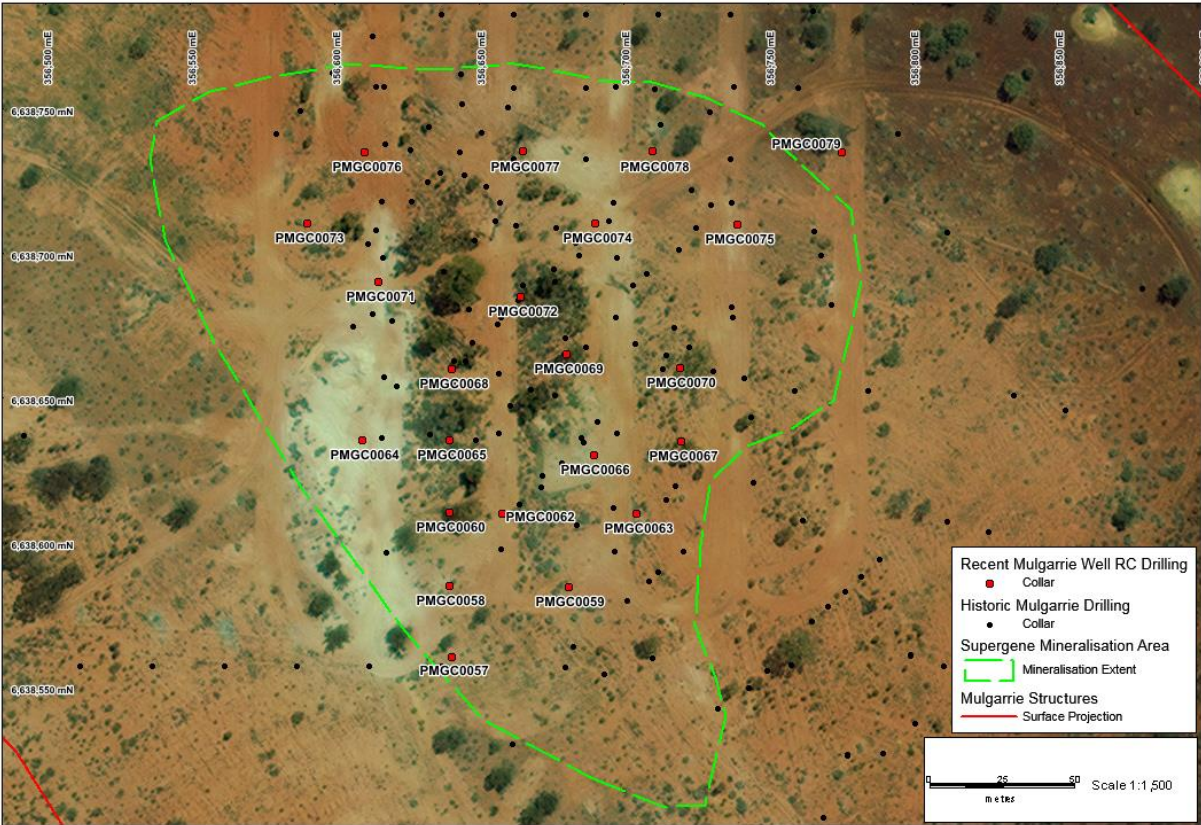 356,500 mE
356,550 mE
356,600 mE
356,650 mE
356,700 mE
356,750 mE
356,800 mE
356,850 mE
6,638,750 mN
PMGC0076
PMGC0077
PMGC0078
PMGC0079
PMGC0073
PMGC0074
PMGC0075
6,638,700 mN
PMGC0071
PMGC0072
PMGC0069
PMGC0068
PMGC0070
6,638,650 mN
PMGC0064
PMGC0065
PMGC0066
PMGC0067
PMGC0060
PMGC0062
PMGC0063
6,638,600 mN
PMGC0058
PMGC0059
PMGC0057
6,638,550 mN
Recent Mulgarrie Well RC Drilling
Collar
Historic Mulgarrie Drilling
Collar
Supergene Mineralisation Area
Mineralisation Extent
Mulgarrie Structures
Surface Projection
0 25 50
metres
Scale 1:1,500